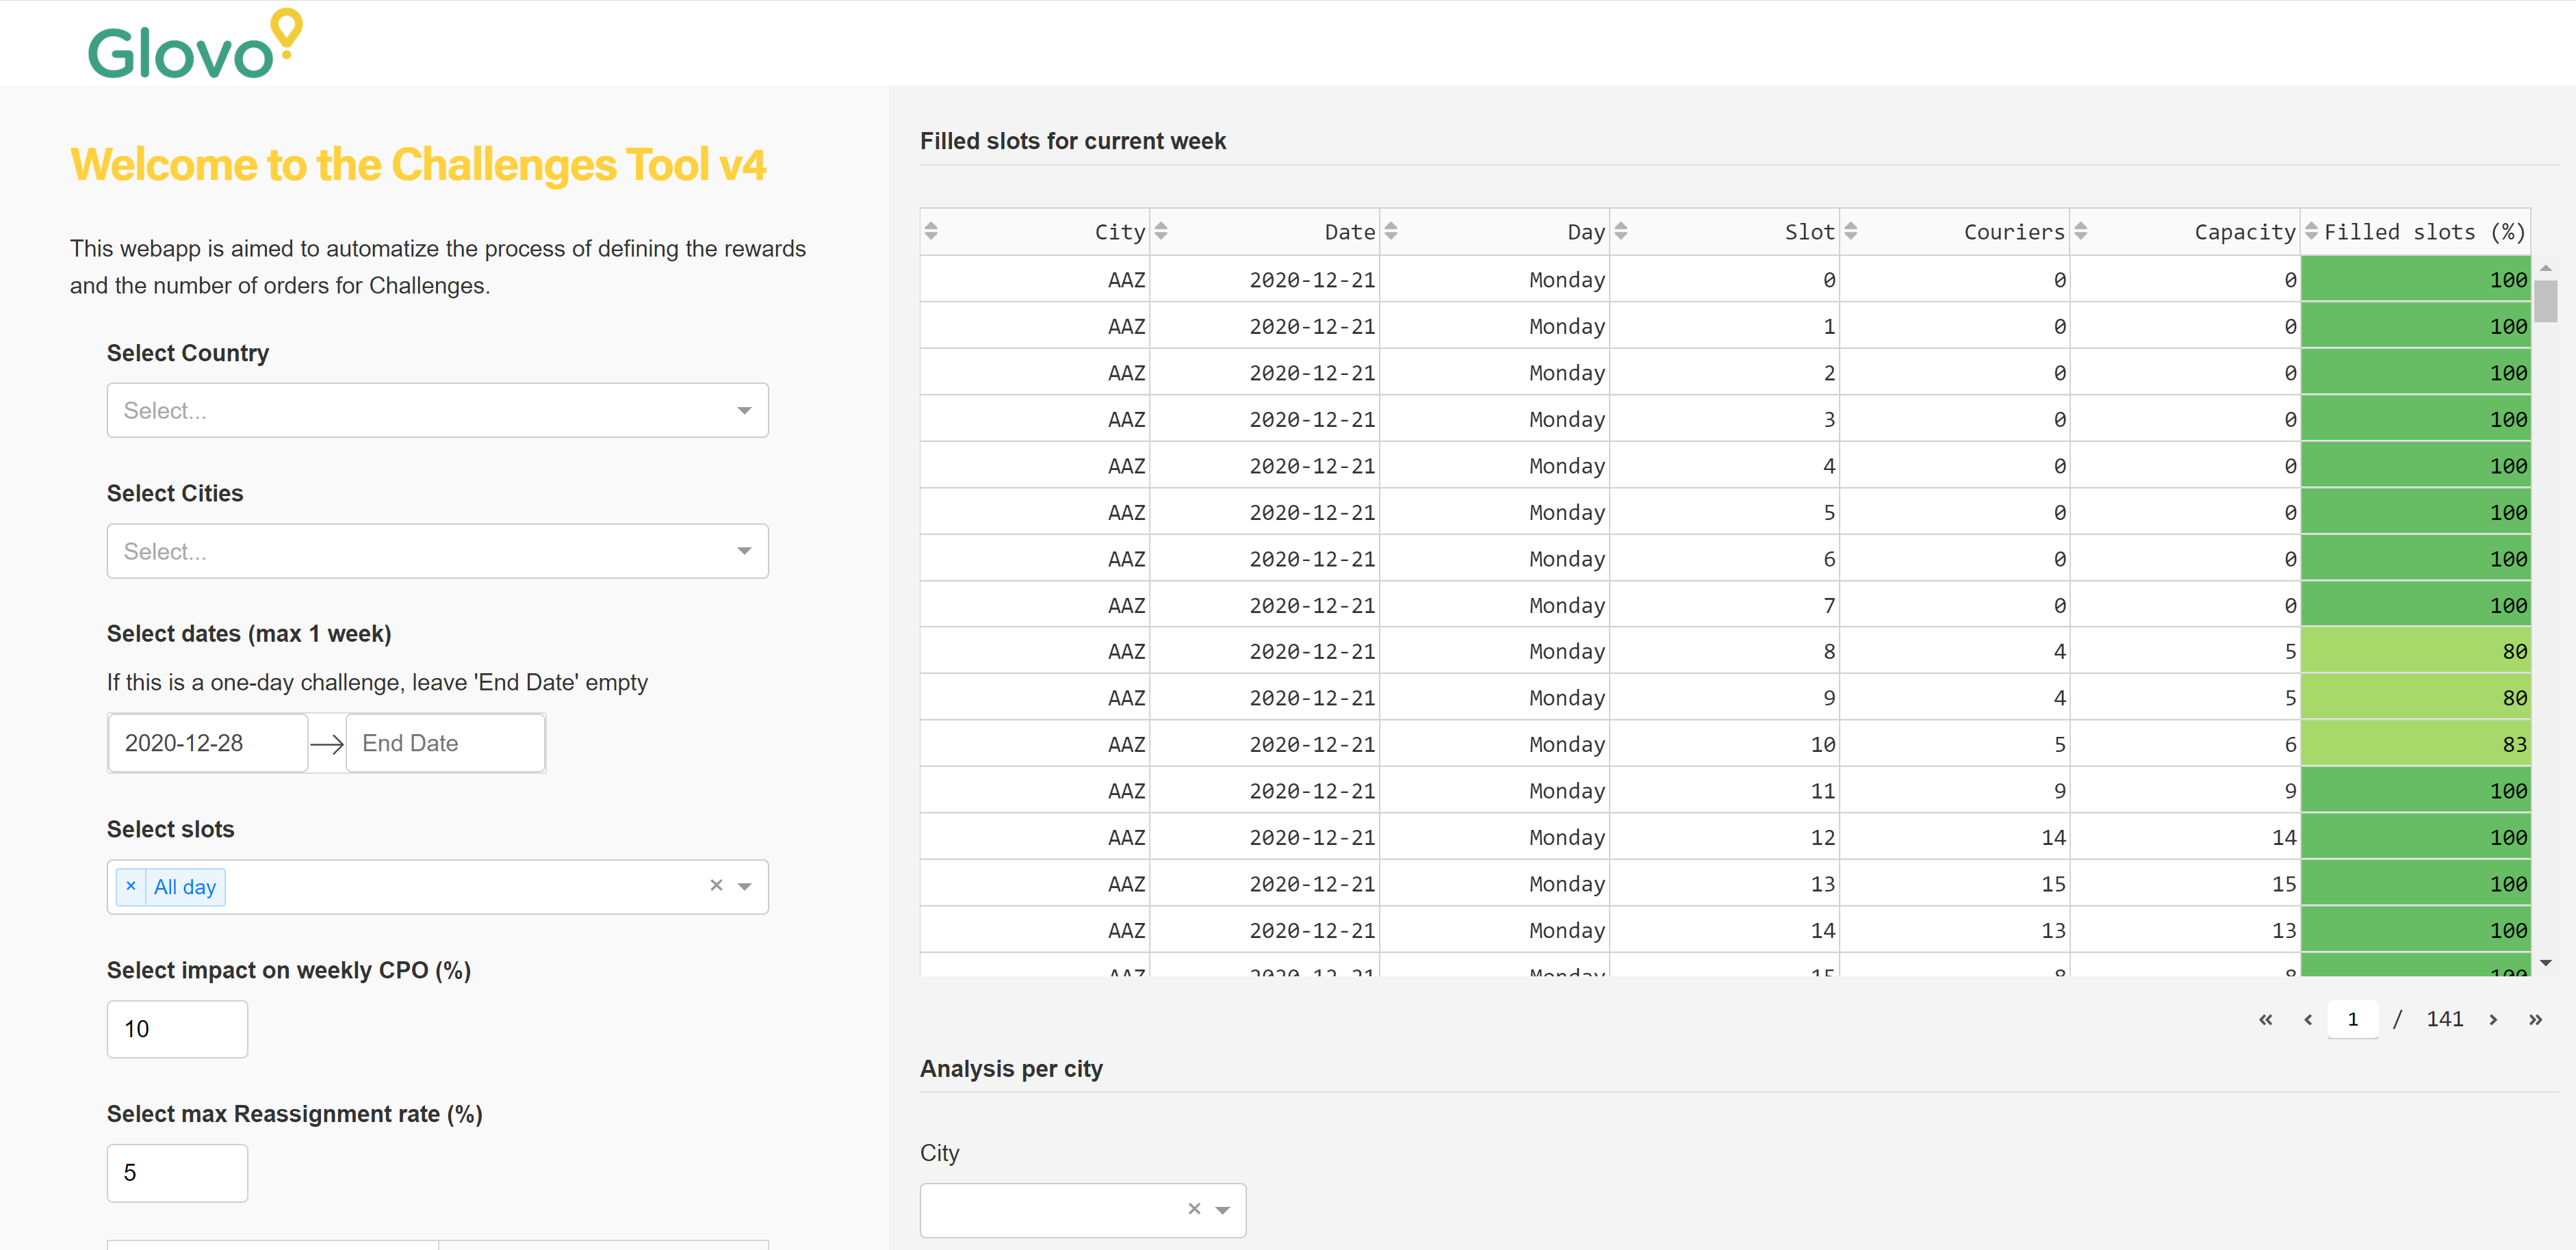 Glovo
Welcome to the Challenges Tool v4
This webapp is aimed to automatize the process of defining the rewards
and the number of orders for Challenges.
Select Country
Select...
Select Cities
Select...
Select dates (max 1 week)
If this is a one-day challenge, leave 'End Date' empty
2020-12-28 → End Date
Select slots
× All day ×
Select impact on weekly CPO (%)
10
Select max Reassignment rate (%)
5
Filled slots for current week
City Date Day Slot Couriers Capacity Filled slots (%)
AAZ 2020-12-21 Monday 0 0 0 100
AAZ 2020-12-21 Monday 1 0 0 100
AAZ 2020-12-21 Monday 2 0 0 100
AAZ 2020-12-21 Monday 3 0 0 100
AAZ 2020-12-21 Monday 4 0 0 100
AAZ 2020-12-21 Monday 5 0 0 100
AAZ 2020-12-21 Monday 6 0 0 100
AAZ 2020-12-21 Monday 7 0 0 100
AAZ 2020-12-21 Monday 8 4 5 80
AAZ 2020-12-21 Monday 9 4 5 80
AAZ 2020-12-21 Monday 10 5 6 83
AAZ 2020-12-21 Monday 11 9 9 100
AAZ 2020-12-21 Monday 12 14 14 100
AAZ 2020-12-21 Monday 13 15 15 100
AAZ 2020-12-21 Monday 14 13 13 100
AAZ 2020-12-21 Monday 15 8 8 100
« ‹ 1 / 141 › »
Analysis per city
City
×